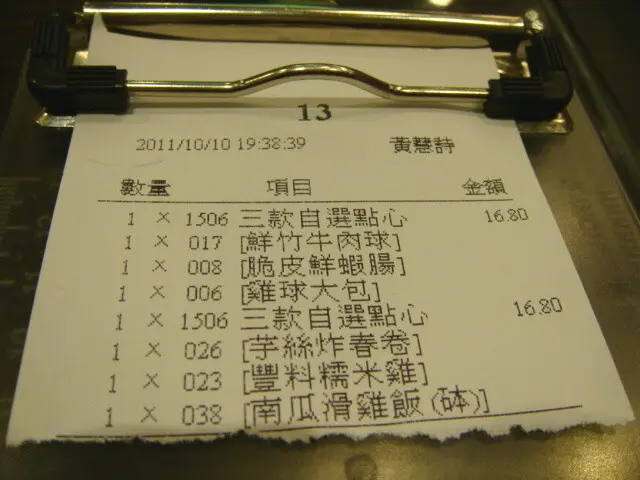 13
2011/10/10 19:38:39 黃慧詩
數量 項目 金額
1 × 1506 三款自選點心 16.80
1 × 017 [鮮竹牛肉球]
1 × 008 [脆皮鮮蝦腸]
1 × 006 [雞球大包]
1 × 1506 三款自選點心 16.80
1 × 026 [芋絲炸春卷]
1 × 023 [豐料糯米雞]
1 × 038 [南瓜滑雞飯(砵)]